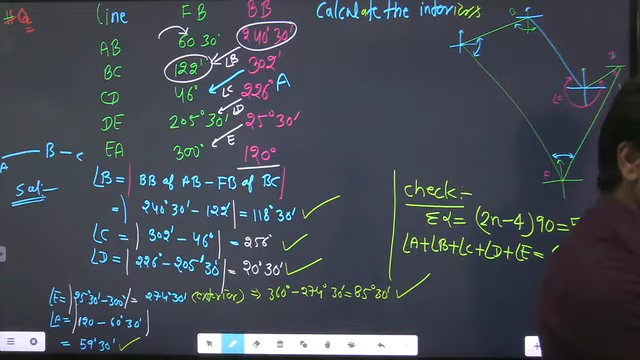 #Q Line FB BB Calculate the interiors
AB 60°30' 240°30'
BC 122° 302° ∠B
CD 46° 226° A ∠C
DE 205°30' 25°30' ∠D
EA 300° 120° E
A B - C
Sol:-
∠B = | BB of AB - FB of BC |
= | 240°30' - 122° | = 118°30' ✓
∠C = | 302° - 46° | = 256° ✓
∠D = | 226° - 205°30' | = 20°30' ✓
∠E = | 25°30' - 300° | = 274°30' (exterior) ⇒ 360° - 274°30' = 85°30' ✓
∠A = | 120 - 60°30' |
= 59°30' ✓
check:-
Σα = (2n-4) 90 = 5
∠A+∠B+∠C+∠D+∠E =
B
C
D
∠C
E